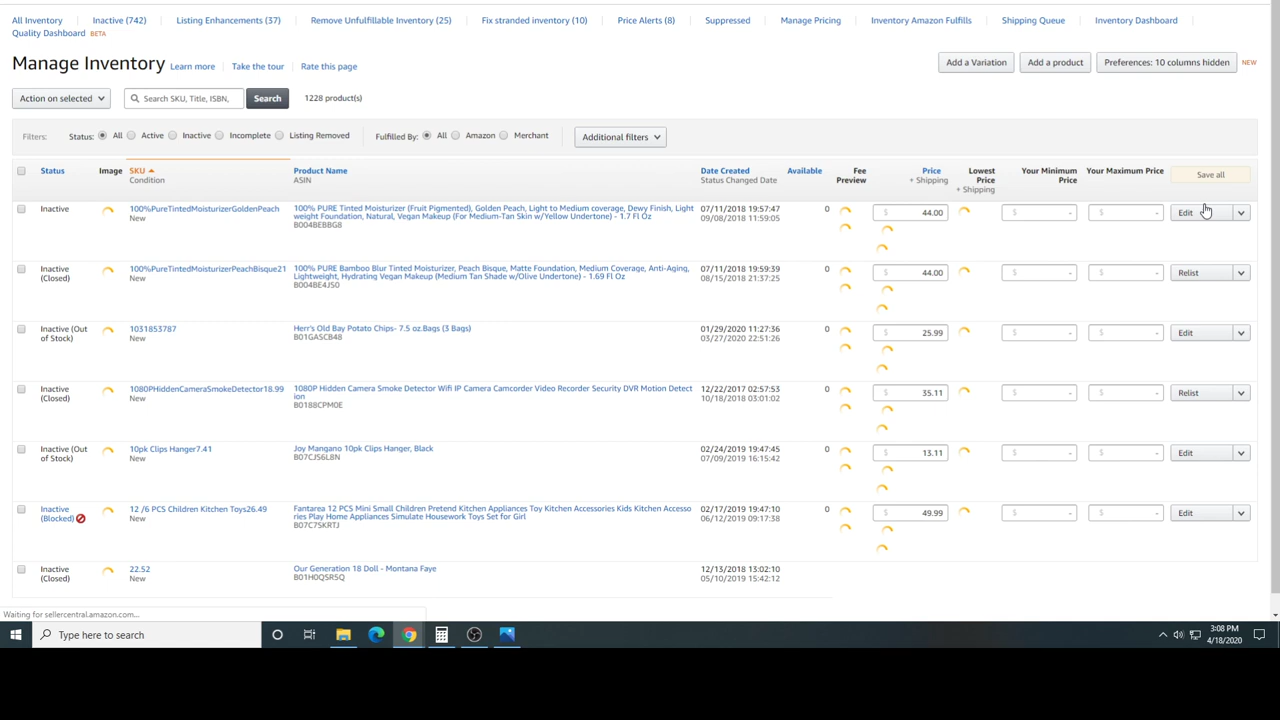 All Inventory Inactive (742) Listing Enhancements (37) Remove Unfulfillable Inventory (25) Fix stranded inventory (10) Price Alerts (8) Suppressed Manage Pricing Inventory Amazon Fulfills Shipping Queue Inventory Dashboard
Quality Dashboard BETA
Manage Inventory Learn more Take the tour Rate this page Add a Variation Add a product Preferences: 10 columns hidden NEW
Action on selected Search SKU, Title, ISBN, Search 1228 product(s)
Filters: Status: All Active Inactive Incomplete Listing Removed Fulfilled By: All Amazon Merchant Additional filters
Status Image SKU Product Name Date Created Available Fee Price Lowest Your Minimum Your Maximum Price Save all
Condition ASIN Status Changed Date Preview + Shipping Price Price
+ Shipping
Inactive 100%PureTintedMoisturizerGoldenPeach 100% PURE Tinted Moisturizer (Fruit Pigmented), Golden Peach, Light to Medium coverage, Dewy Finish, Light 07/11/2018 19:57:47 0 $ 44.00 $ - $ - Edit
New weight Foundation, Natural, Vegan Makeup (For Medium-Tan Skin w/Yellow Undertone) - 1.7 Fl Oz 09/08/2018 11:59:05
B004BEBBG8
Inactive 100%PureTintedMoisturizerPeachBisque21 100% PURE Bamboo Blur Tinted Moisturizer, Peach Bisque, Matte Foundation, Medium Coverage, Anti-Aging, 07/11/2018 19:59:39 0 $ 44.00 $ - $ - Relist
(Closed) New Lightweight, Hydrating Vegan Makeup (Medium Tan Shade w/Olive Undertone) - 1.69 Fl Oz 08/15/2018 21:37:25
B004BE4J50
Inactive (Out 1031853787 Herr's Old Bay Potato Chips- 7.5 oz.Bags (3 Bags) 01/29/2020 11:27:36 0 $ 25.99 $ - $ - Edit
of Stock) New B01GASCB48 03/27/2020 22:51:26
Inactive 1080PHiddenCameraSmokeDetector18.99 1080P Hidden Camera Smoke Detector Wifi IP Camera Camcorder Video Recorder Security DVR Motion Detect 12/22/2017 02:57:53 0 $ 35.11 $ - $ - Relist
(Closed) New ion 10/18/2018 03:01:02
B0188CPM0E
Inactive (Out 10pk Clips Hanger7.41 Joy Mangano 10pk Clips Hanger, Black 02/24/2019 19:47:45 0 $ 13.11 $ - $ - Edit
of Stock) New B07CJS6L8N 07/09/2019 16:15:42
Inactive 12 /6 PCS Children Kitchen Toys26.49 Fantarea 12 PCS Mini Small Children Pretend Kitchen Appliances Toy Kitchen Accessories Kids Kitchen Accesso 02/17/2019 19:47:10 0 $ 49.99 $ - $ - Edit
(Blocked) New ries Play Home Appliances Simulate Housework Toys Set for Girl 06/12/2019 09:17:38
B07C7SKRTJ
Inactive 22.52 Our Generation 18 Doll - Montana Faye 12/13/2018 13:02:10
(Closed) New B01H0QSR5Q 05/10/2019 15:42:12
Waiting for sellercentral.amazon.com...
Type here to search 3:08 PM
4/18/2020